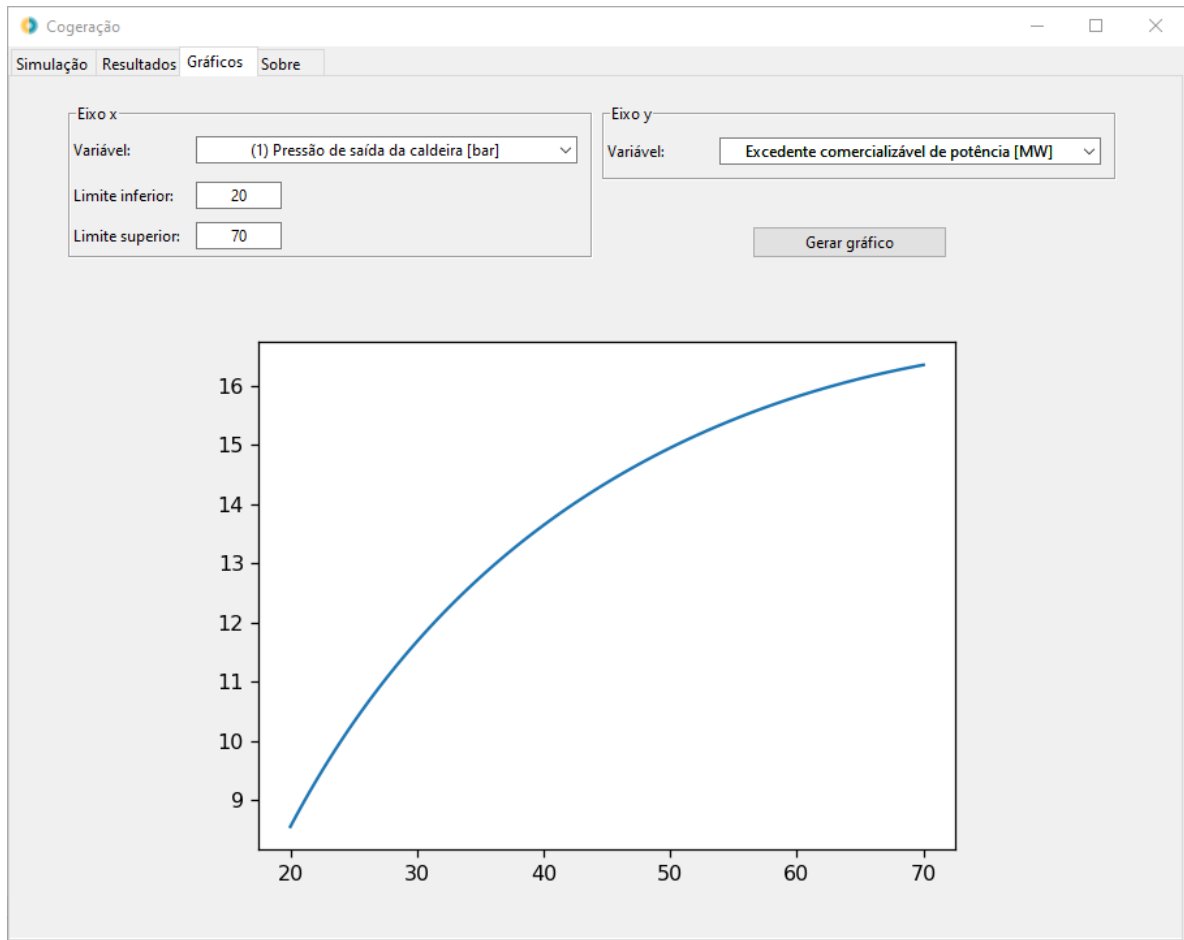 Cogeração
Simulação Resultados Gráficos Sobre
Eixo x
Variável: (1) Pressão de saída da caldeira [bar]
Limite inferior: 20
Limite superior: 70
Eixo y
Variável: Excedente comercializável de potência [MW]
Gerar gráfico
16
15
14
13
12
11
10
9
20 30 40 50 60 70